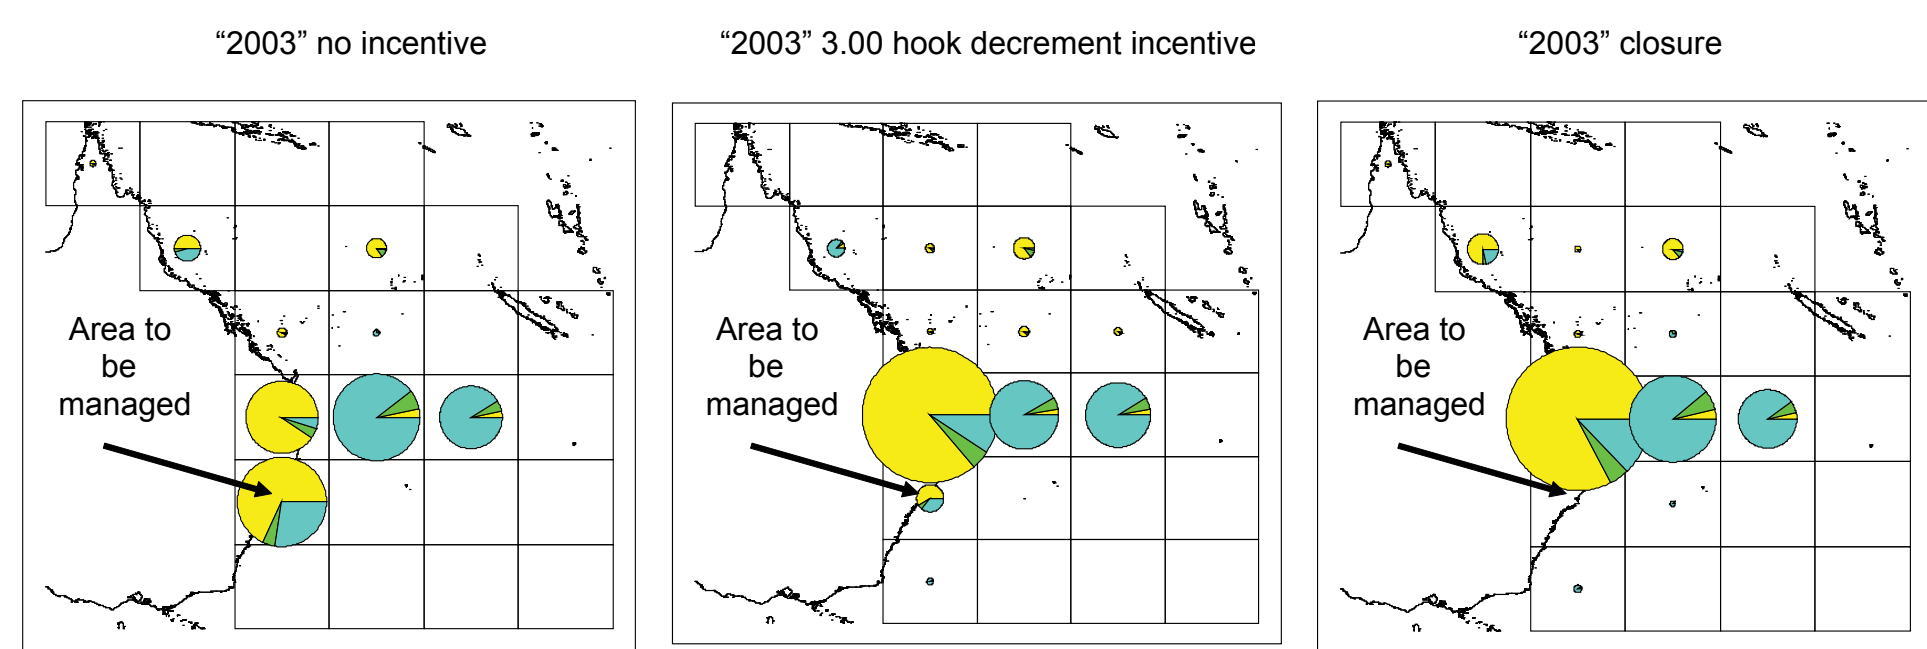 “2003” no incentive
“2003” 3.00 hook decrement incentive
“2003” closure
Area to
be
managed
Area to
be
managed
Area to
be
managed